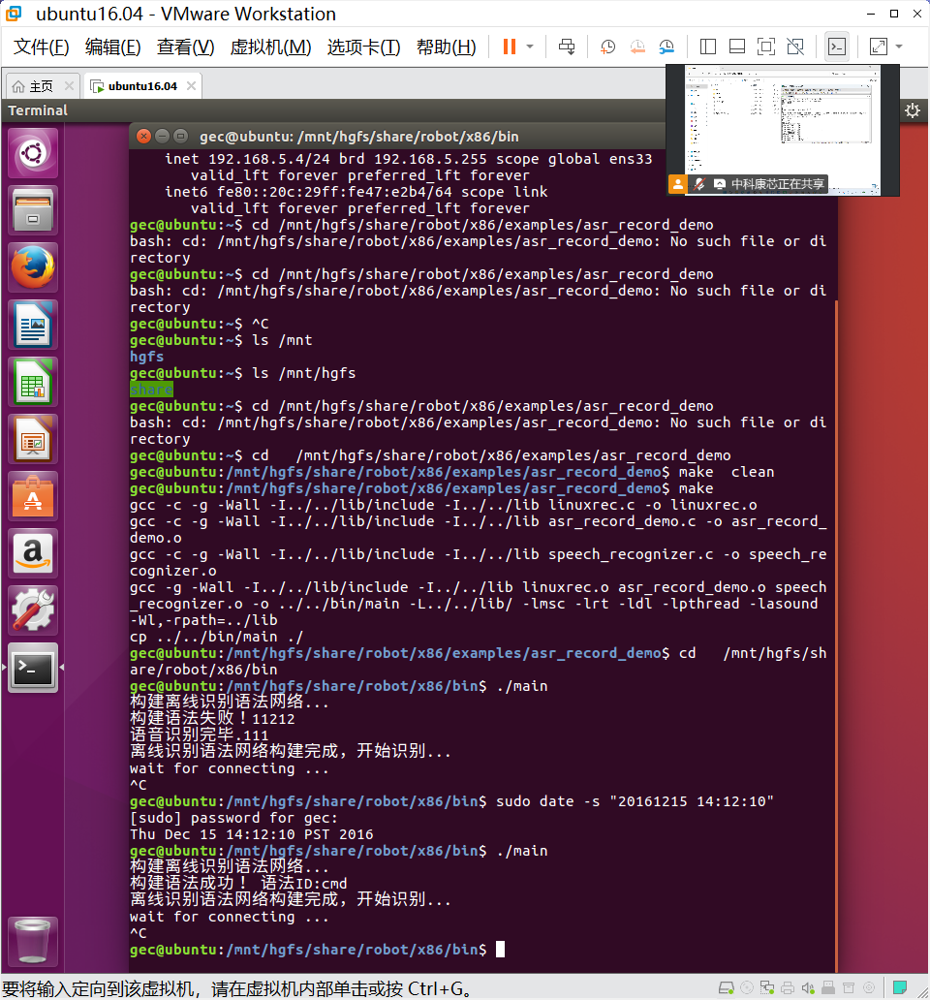 ubuntu16.04 - VMware Workstation
文件(F) 编辑(E) 查看(V) 虚拟机(M) 选项卡(T) 帮助(H)
主页 ubuntu16.04
Terminal
中科康芯正在共享
gec@ubuntu: /mnt/hgfs/share/robot/x86/bin
inet 192.168.5.4/24 brd 192.168.5.255 scope global ens33
valid_lft forever preferred_lft forever
inet6 fe80::20c:29ff:fe47:e2b4/64 scope link
valid_lft forever preferred_lft forever
gec@ubuntu:~$ cd /mnt/hgfs/share/robot/x86/examples/asr_record_demo
bash: cd: /mnt/hgfs/share/robot/x86/examples/asr_record_demo: No such file or di
rectory
gec@ubuntu:~$ cd /mnt/hgfs/share/robot/x86/examples/asr_record_demo
bash: cd: /mnt/hgfs/share/robot/x86/examples/asr_record_demo: No such file or di
rectory
gec@ubuntu:~$ ^C
gec@ubuntu:~$ ls /mnt
hgfs
gec@ubuntu:~$ ls /mnt/hgfs
share
gec@ubuntu:~$ cd /mnt/hgfs/share/robot/x86/examples/asr_record_demo
bash: cd: /mnt/hgfs/share/robot/x86/examples/asr_record_demo: No such file or di
rectory
gec@ubuntu:~$ cd   /mnt/hgfs/share/robot/x86/examples/asr_record_demo
gec@ubuntu:/mnt/hgfs/share/robot/x86/examples/asr_record_demo$ make  clean
gec@ubuntu:/mnt/hgfs/share/robot/x86/examples/asr_record_demo$ make
gcc -c -g -Wall -I../../lib/include -I../../lib linuxrec.c -o linuxrec.o
gcc -c -g -Wall -I../../lib/include -I../../lib asr_record_demo.c -o asr_record_
demo.o
gcc -c -g -Wall -I../../lib/include -I../../lib speech_recognizer.c -o speech_re
cognizer.o
gcc -g -Wall -I../../lib/include -I../../lib linuxrec.o asr_record_demo.o speech
_recognizer.o -o ../../bin/main -L../../lib/ -lmsc -lrt -ldl -lpthread -lasound
-Wl,-rpath=../lib
cp ../../bin/main ./
gec@ubuntu:/mnt/hgfs/share/robot/x86/examples/asr_record_demo$ cd   /mnt/hgfs/sh
are/robot/x86/bin
gec@ubuntu:/mnt/hgfs/share/robot/x86/bin$ ./main
构建离线识别语法网络...
构建语法失败！11212
语音识别完毕.111
离线识别语法网络构建完成，开始识别...
wait for connecting ...
^C
gec@ubuntu:/mnt/hgfs/share/robot/x86/bin$ sudo date -s "20161215 14:12:10"
[sudo] password for gec:
Thu Dec 15 14:12:10 PST 2016
gec@ubuntu:/mnt/hgfs/share/robot/x86/bin$ ./main
构建离线识别语法网络...
构建语法成功！ 语法ID:cmd
离线识别语法网络构建完成，开始识别...
wait for connecting ...
^C
gec@ubuntu:/mnt/hgfs/share/robot/x86/bin$
要将输入定向到该虚拟机，请在虚拟机内部单击或按 Ctrl+G。